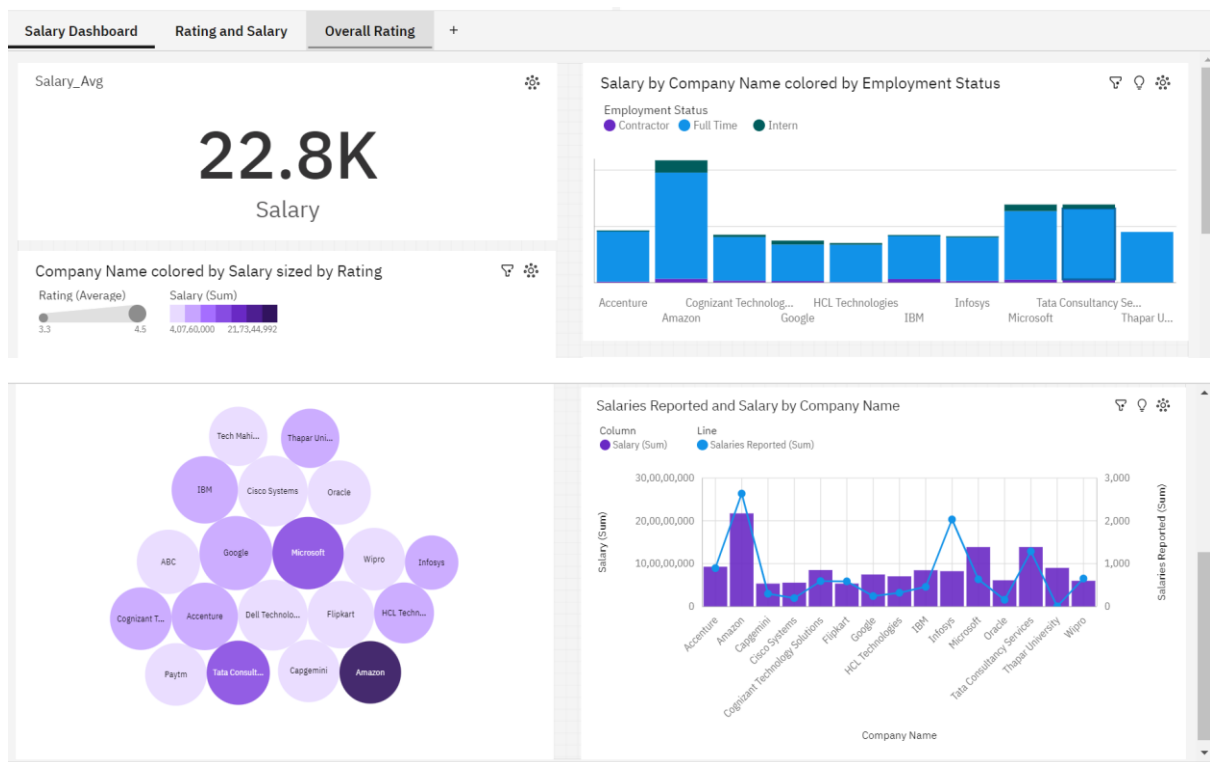 Salary Dashboard Rating and Salary Overall Rating +
Salary_Avg
22.8K
Salary
Company Name colored by Salary sized by Rating
Rating (Average) Salary (Sum)
3.3 4.5 4,07,60,000 21,73,44,992
Salary by Company Name colored by Employment Status
Employment Status
Contractor Full Time Intern
Accenture Cognizant Technolog... HCL Technologies Infosys Tata Consultancy Se...
Amazon Google IBM Microsoft Thapar U...
Tech Mahi... Thapar Uni...
IBM Cisco Systems Oracle
ABC Google Microsoft Wipro Infosys
Cognizant T... Accenture Dell Technolo... Flipkart HCL Techn...
Paytm Tata Consult... Capgemini Amazon
Salaries Reported and Salary by Company Name
Column Line
Salary (Sum) Salaries Reported (Sum)
30,00,00,000 3,000
20,00,00,000 2,000
10,00,00,000 1,000
0 0
Salary (Sum)
Salaries Reported (Sum)
Accenture
Amazon
Capgemini
Cisco Systems
Cognizant Technology Solutions
Flipkart
Google
HCL Technologies
IBM
Infosys
Microsoft
Oracle
Tata Consultancy Services
Thapar University
Wipro
Company Name